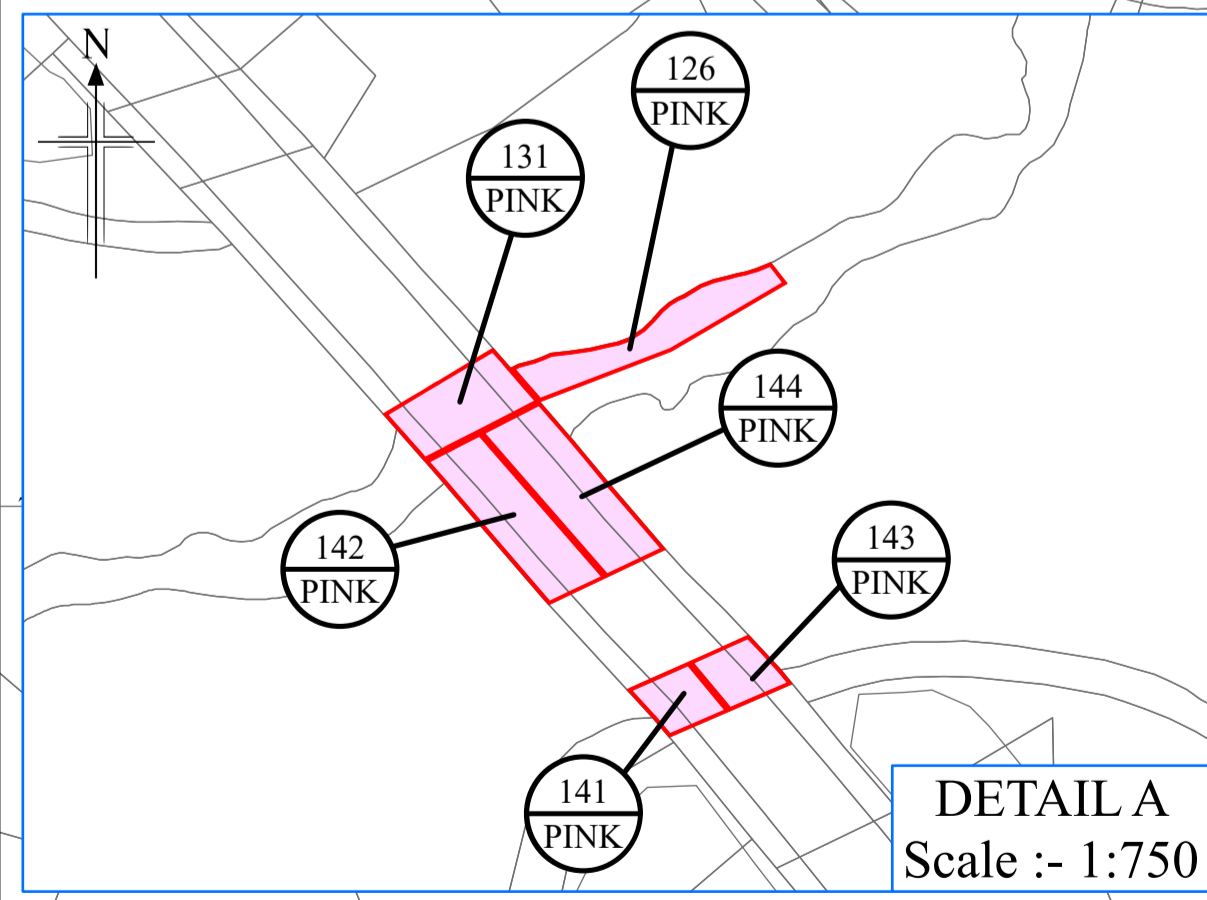 N
126
PINK
131
PINK
144
PINK
142
PINK
143
PINK
141
PINK
DETAIL A
Scale :- 1:750